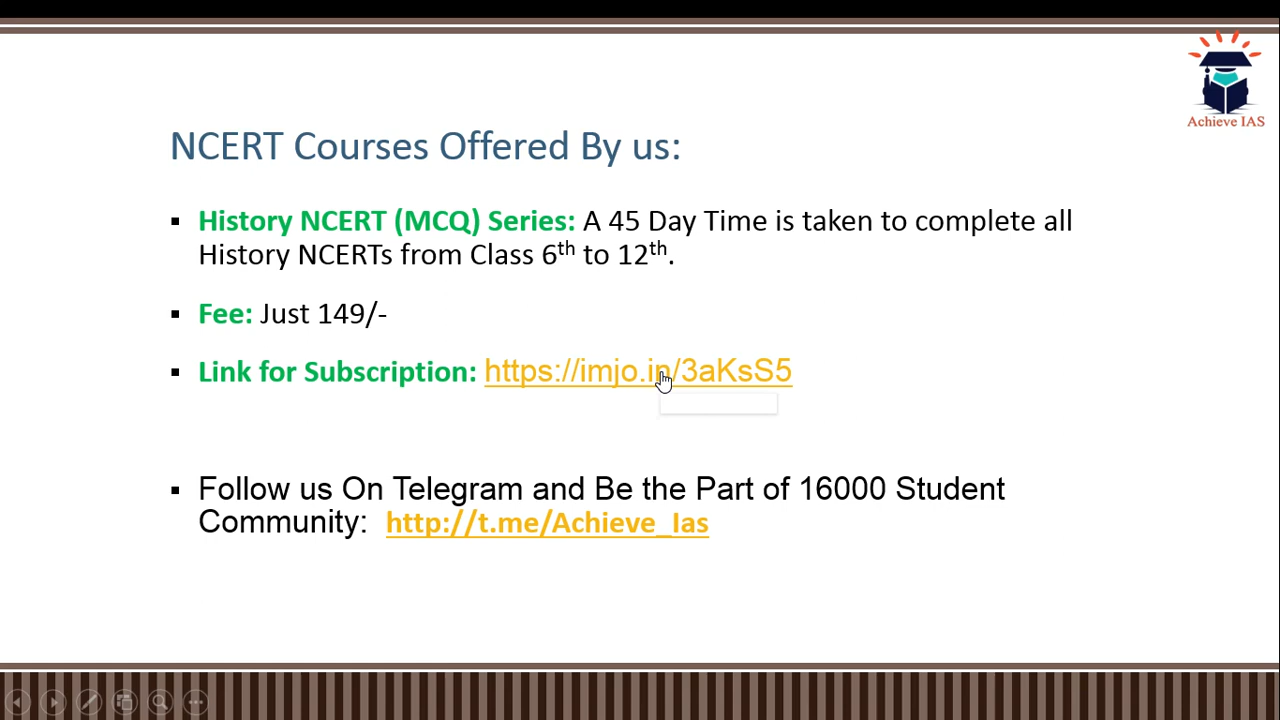 Achieve IAS
NCERT Courses Offered By us:
▪ History NCERT (MCQ) Series: A 45 Day Time is taken to complete all
History NCERTs from Class 6th to 12th.
▪ Fee: Just 149/-
▪ Link for Subscription: https://imjo.in/3aKsS5
▪ Follow us On Telegram and Be the Part of 16000 Student
Community: http://t.me/Achieve_Ias